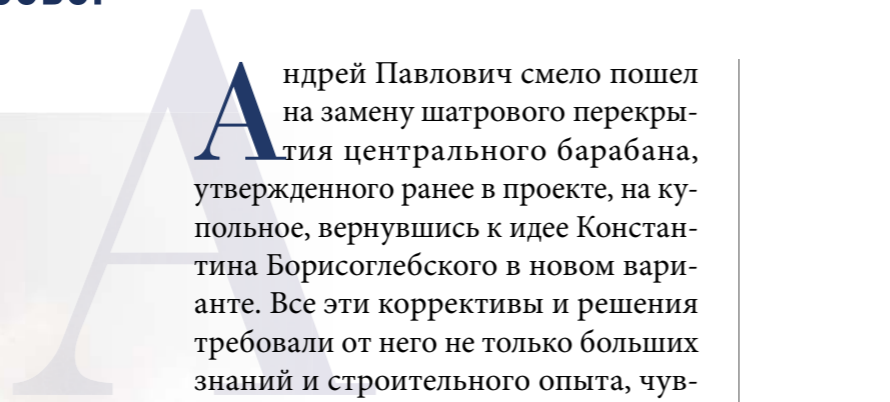 Андрей Павлович смело пошел
на замену шатрового перекры-
тия центрального барабана,
утвержденного ранее в проекте, на ку-
польное, вернувшись к идее Констан-
тина Борисоглебского в новом вари-
анте. Все эти коррективы и решения
требовали от него не только больших
знаний и строительного опыта, чув-